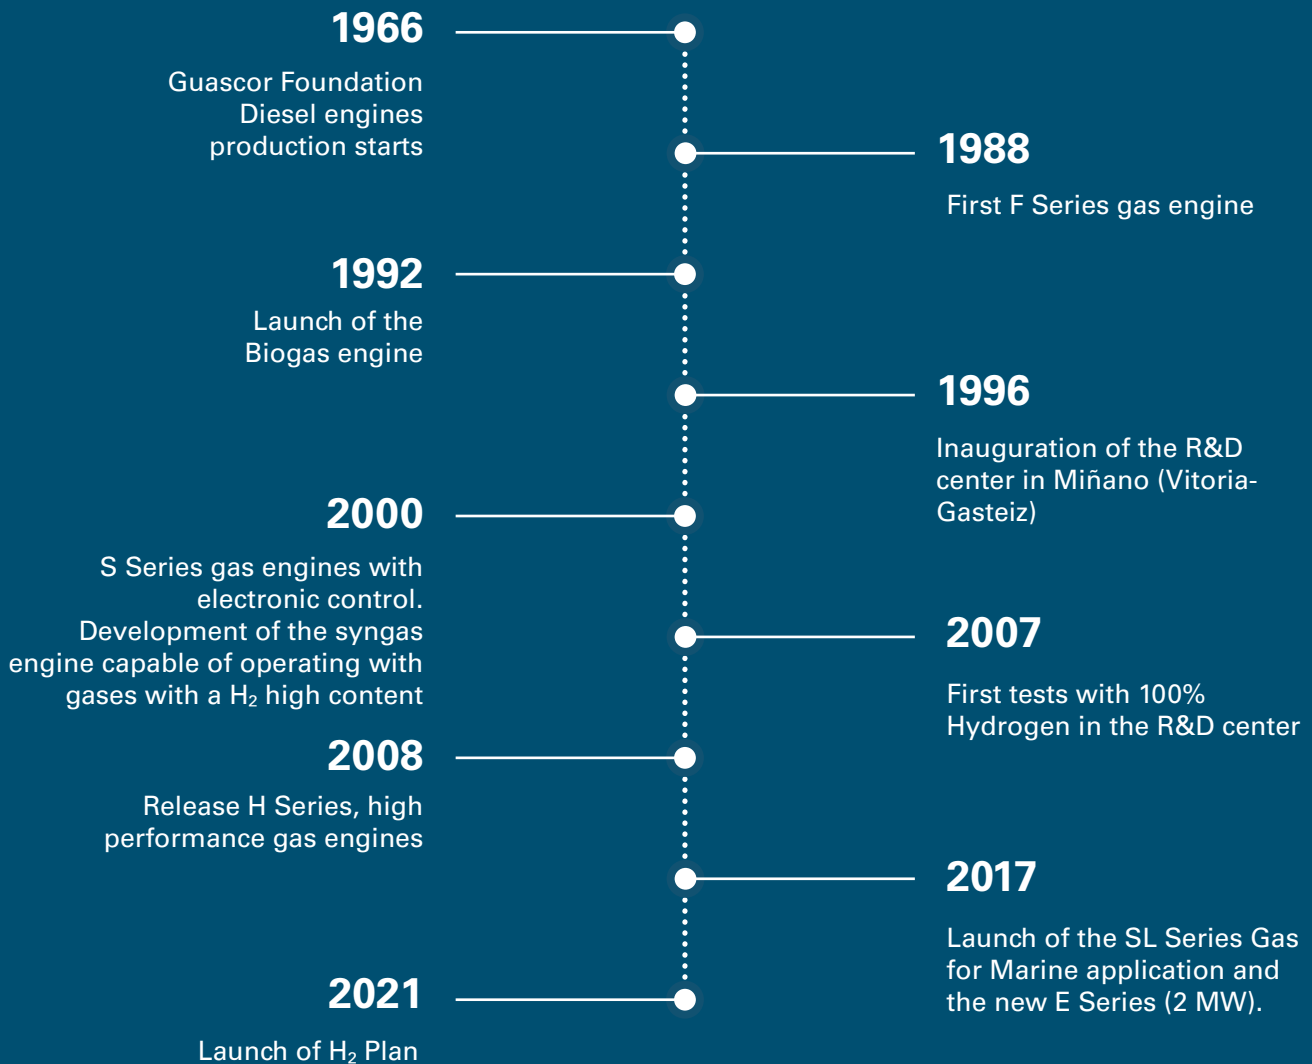 1966
Guascor Foundation
Diesel engines
production starts
1988
First F Series gas engine
1992
Launch of the
Biogas engine
1996
Inauguration of the R&D
center in Miñano (Vitoria-
Gasteiz)
2000
S Series gas engines with
electronic control.
Development of the syngas
engine capable of operating with
gases with a H₂ high content
2007
First tests with 100%
Hydrogen in the R&D center
2008
Release H Series, high
performance gas engines
2017
Launch of the SL Series Gas
for Marine application and
the new E Series (2 MW).
2021
Launch of H₂ Plan